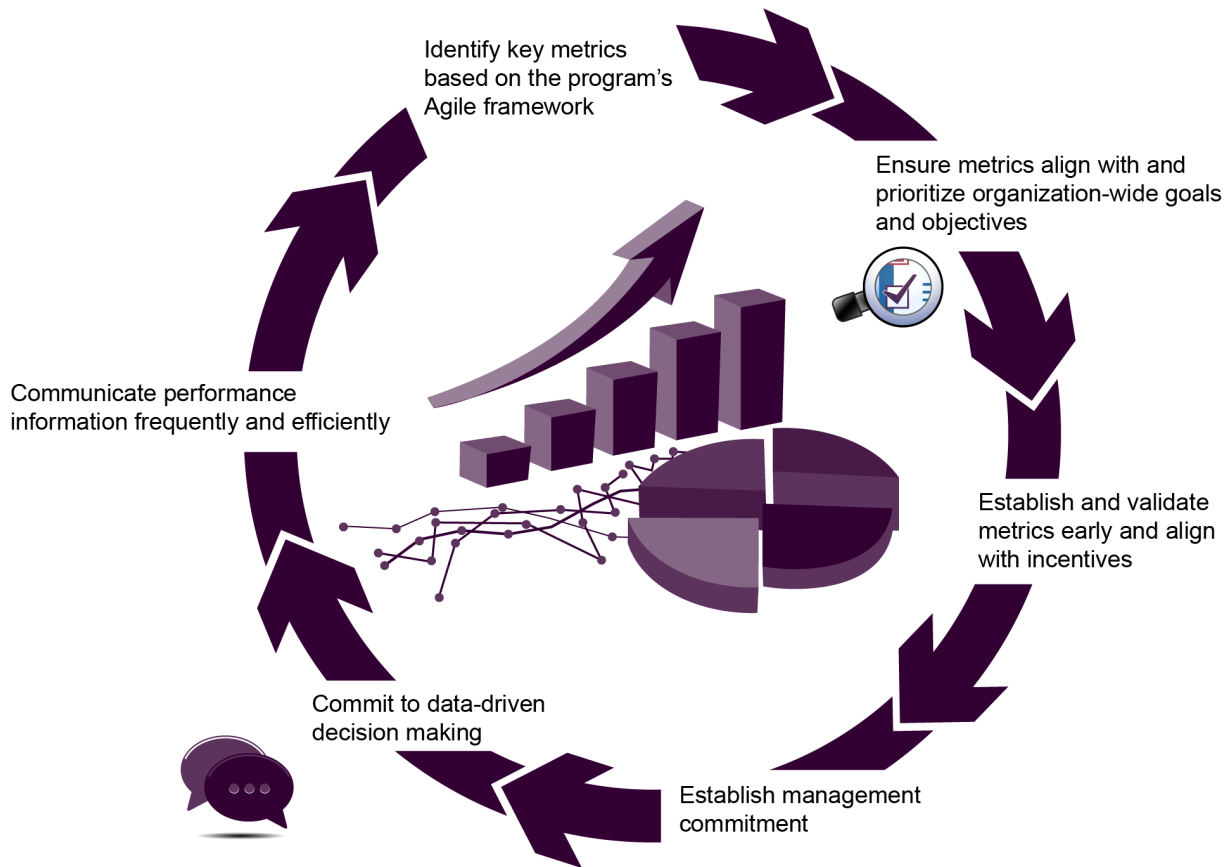 Identify key metrics
based on the program’s
Agile framework
Ensure metrics align with and
prioritize organization-wide goals
and objectives
Establish and validate
metrics early and align
with incentives
Establish management
commitment
Commit to data-driven
decision making
Communicate performance
information frequently and efficiently